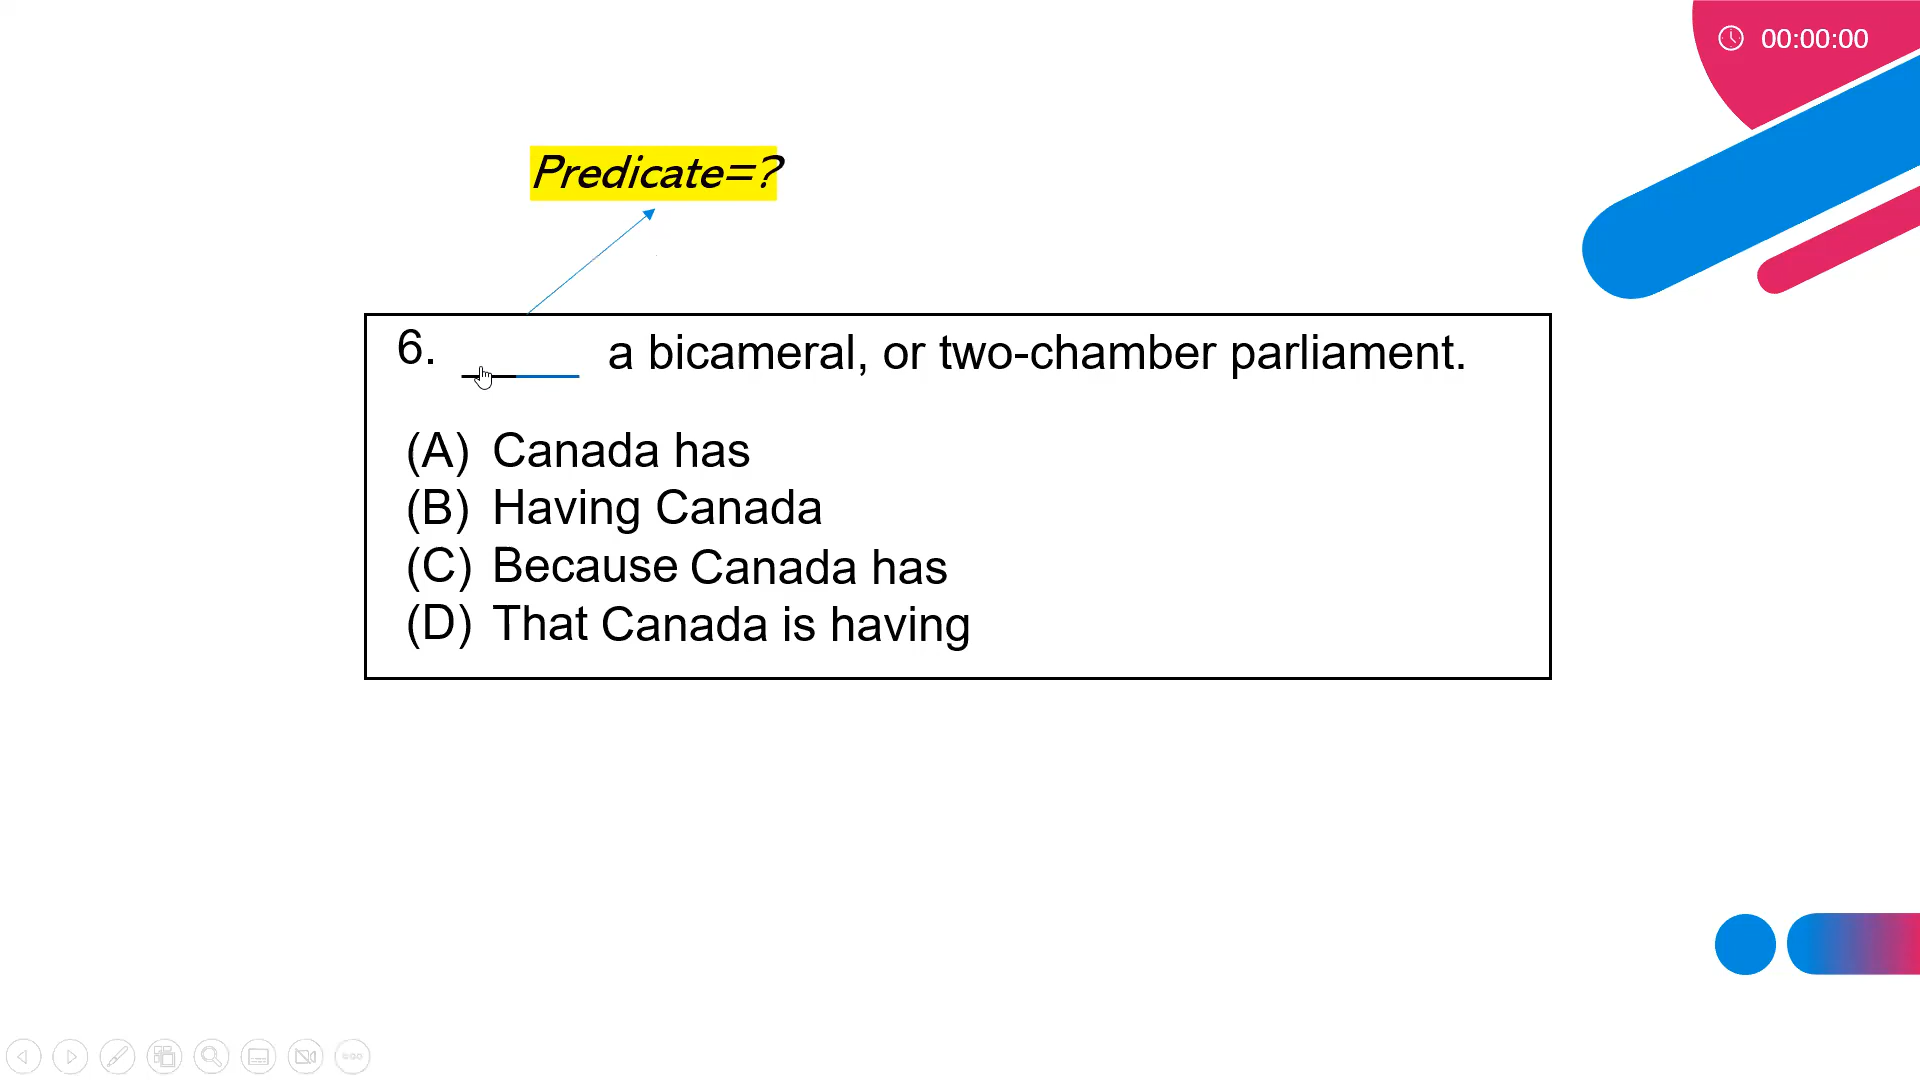 00:00:00
Predicate=?
6. ____ a bicameral, or two-chamber parliament.
(A) Canada has
(B) Having Canada
(C) Because Canada has
(D) That Canada is having